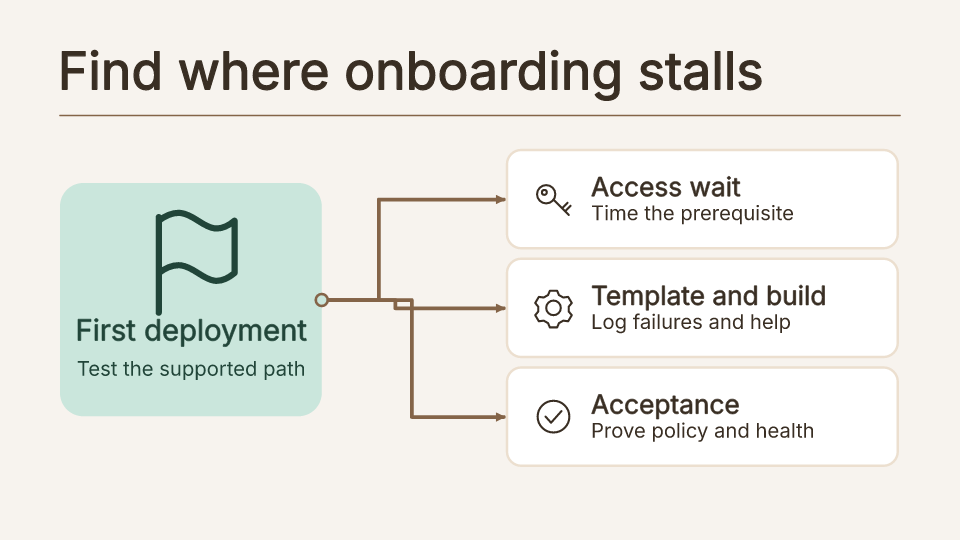 Find where onboarding stalls
First deployment
Test the supported path
Access wait
Time the prerequisite
Template and build
Log failures and help
Acceptance
Prove policy and health